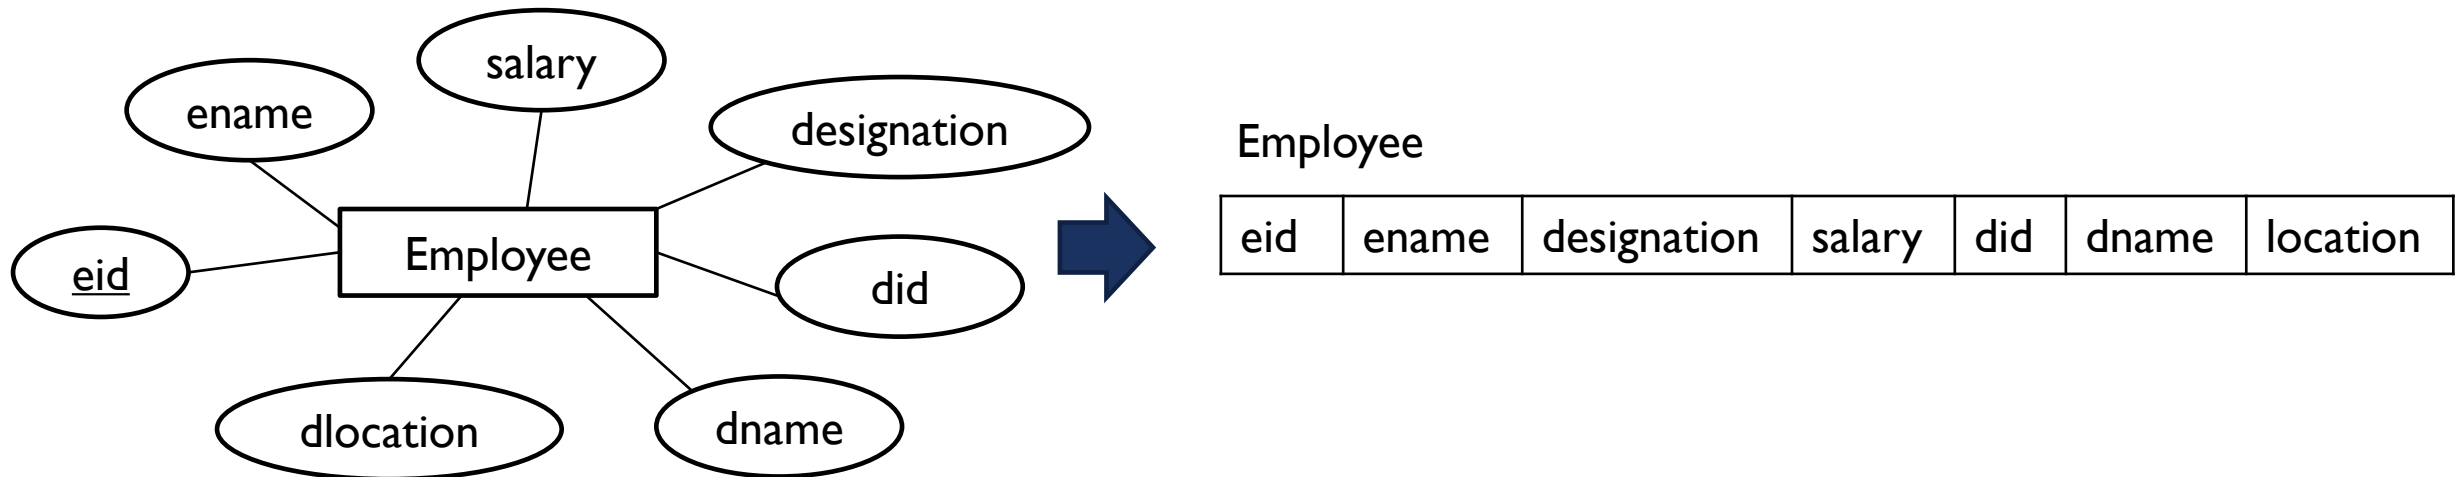 salary
ename
designation
Employee
eid
did
dlocation
dname
Employee
eid ename designation salary did dname location